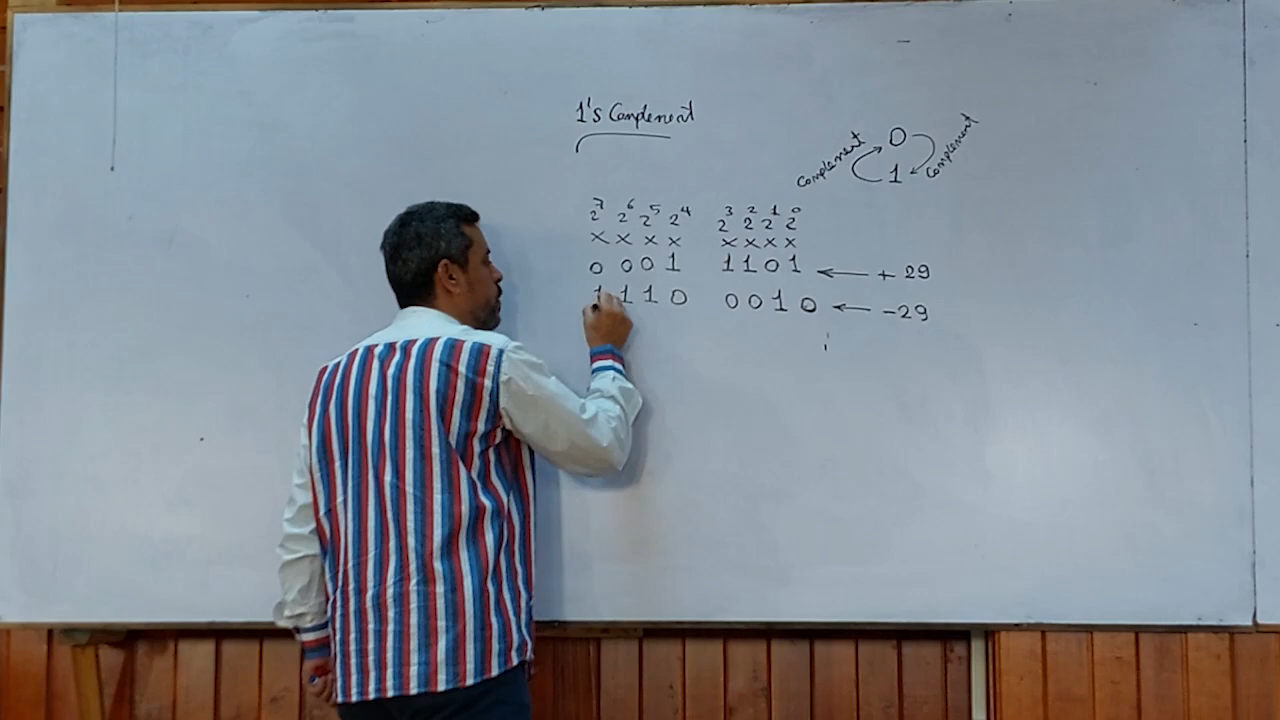 1's Complement
0
complement
complement
1
2⁷ 2⁶ 2⁵ 2⁴ 2³ 2² 2¹ 2⁰
× × × × × × × ×
0 0 0 1 1 1 0 1 ← + 29
1 1 1 0 0 0 1 0 ← - 29